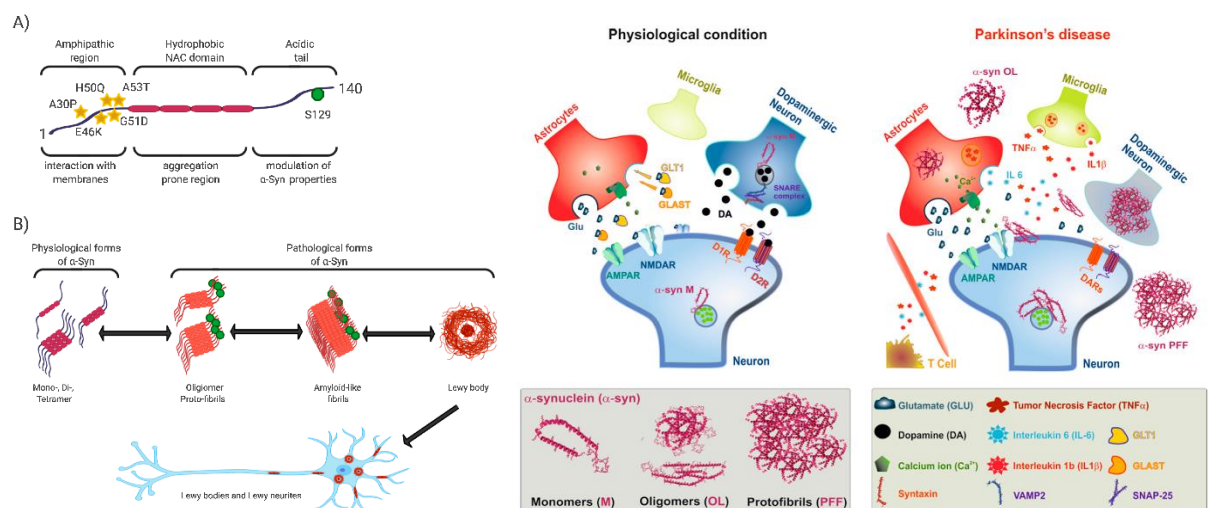 A)
Amphipathic
region
Hydrophobic
NAC domain
Acidic
tail
H50Q
A53T
A30P
E46K
G51D
1
140
S129
interaction with
membranes
aggregation
prone region
modulation of
α-Syn properties
B)
Physiological forms
of α-Syn
Pathological forms
of α-Syn
Mono-, Di-,
Tetramer
Oligiomer
Proto-fibrils
Amyloid-like
fibrils
Lewy body
Lewy bodies and Lewy neurites
Physiological condition
Microglia
Astrocytes
Dopaminergic
Neuron
α-syn M
GLT1
GLAST
SNARE
complex
DA
Glu
AMPAR
NMDAR
D1R
D2R
α-syn M
Neuron
Parkinson's disease
α-syn OL
Microglia
Astrocytes
TNFα
IL1β
Dopaminergic
Neuron
Ca²⁺
IL 6
Glu
AMPAR
NMDAR
DARs
α-syn PFF
T Cell
Neuron
α-synuclein (α-syn)
Monomers (M)
Oligomers (OL)
Protofibrils (PFF)
Glutamate (GLU)
Tumor Necrosis Factor (TNFα)
Dopamine (DA)
Interleukin 6 (IL-6)
GLT1
Calcium ion (Ca²⁺)
Interleukin 1b (IL1β)
GLAST
Syntaxin
VAMP2
SNAP-25